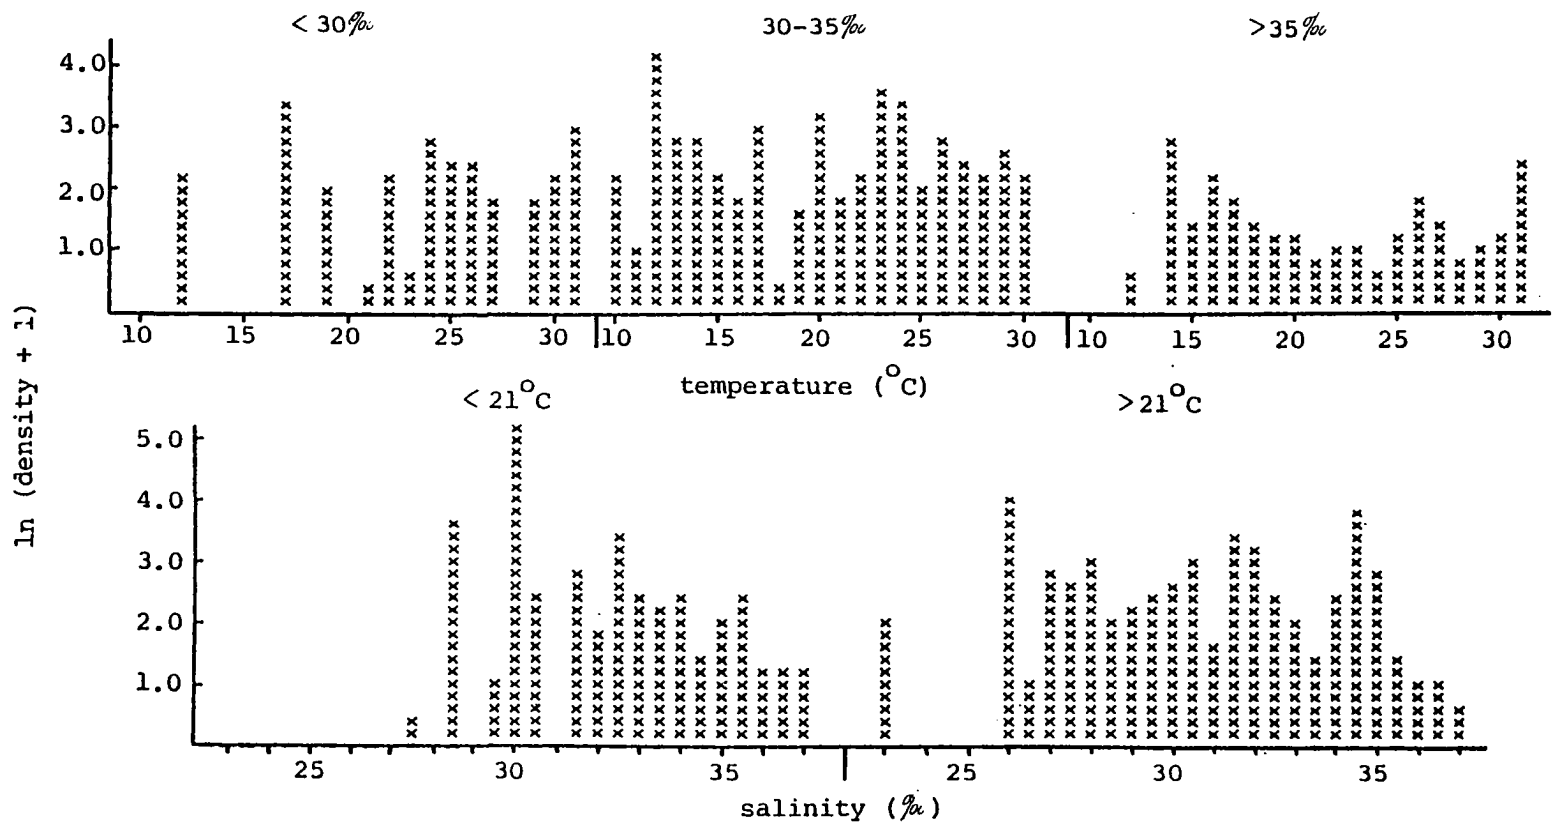 < 30‰ 30-35‰ >35‰
4.0
3.0
2.0
1.0
10 15 20 25 30 10 15 20 25 30 10 15 20 25 30
temperature (°C)
< 21°C >21°C
ln (density + 1)
5.0
4.0
3.0
2.0
1.0
25 30 35 25 30 35
salinity (‰)